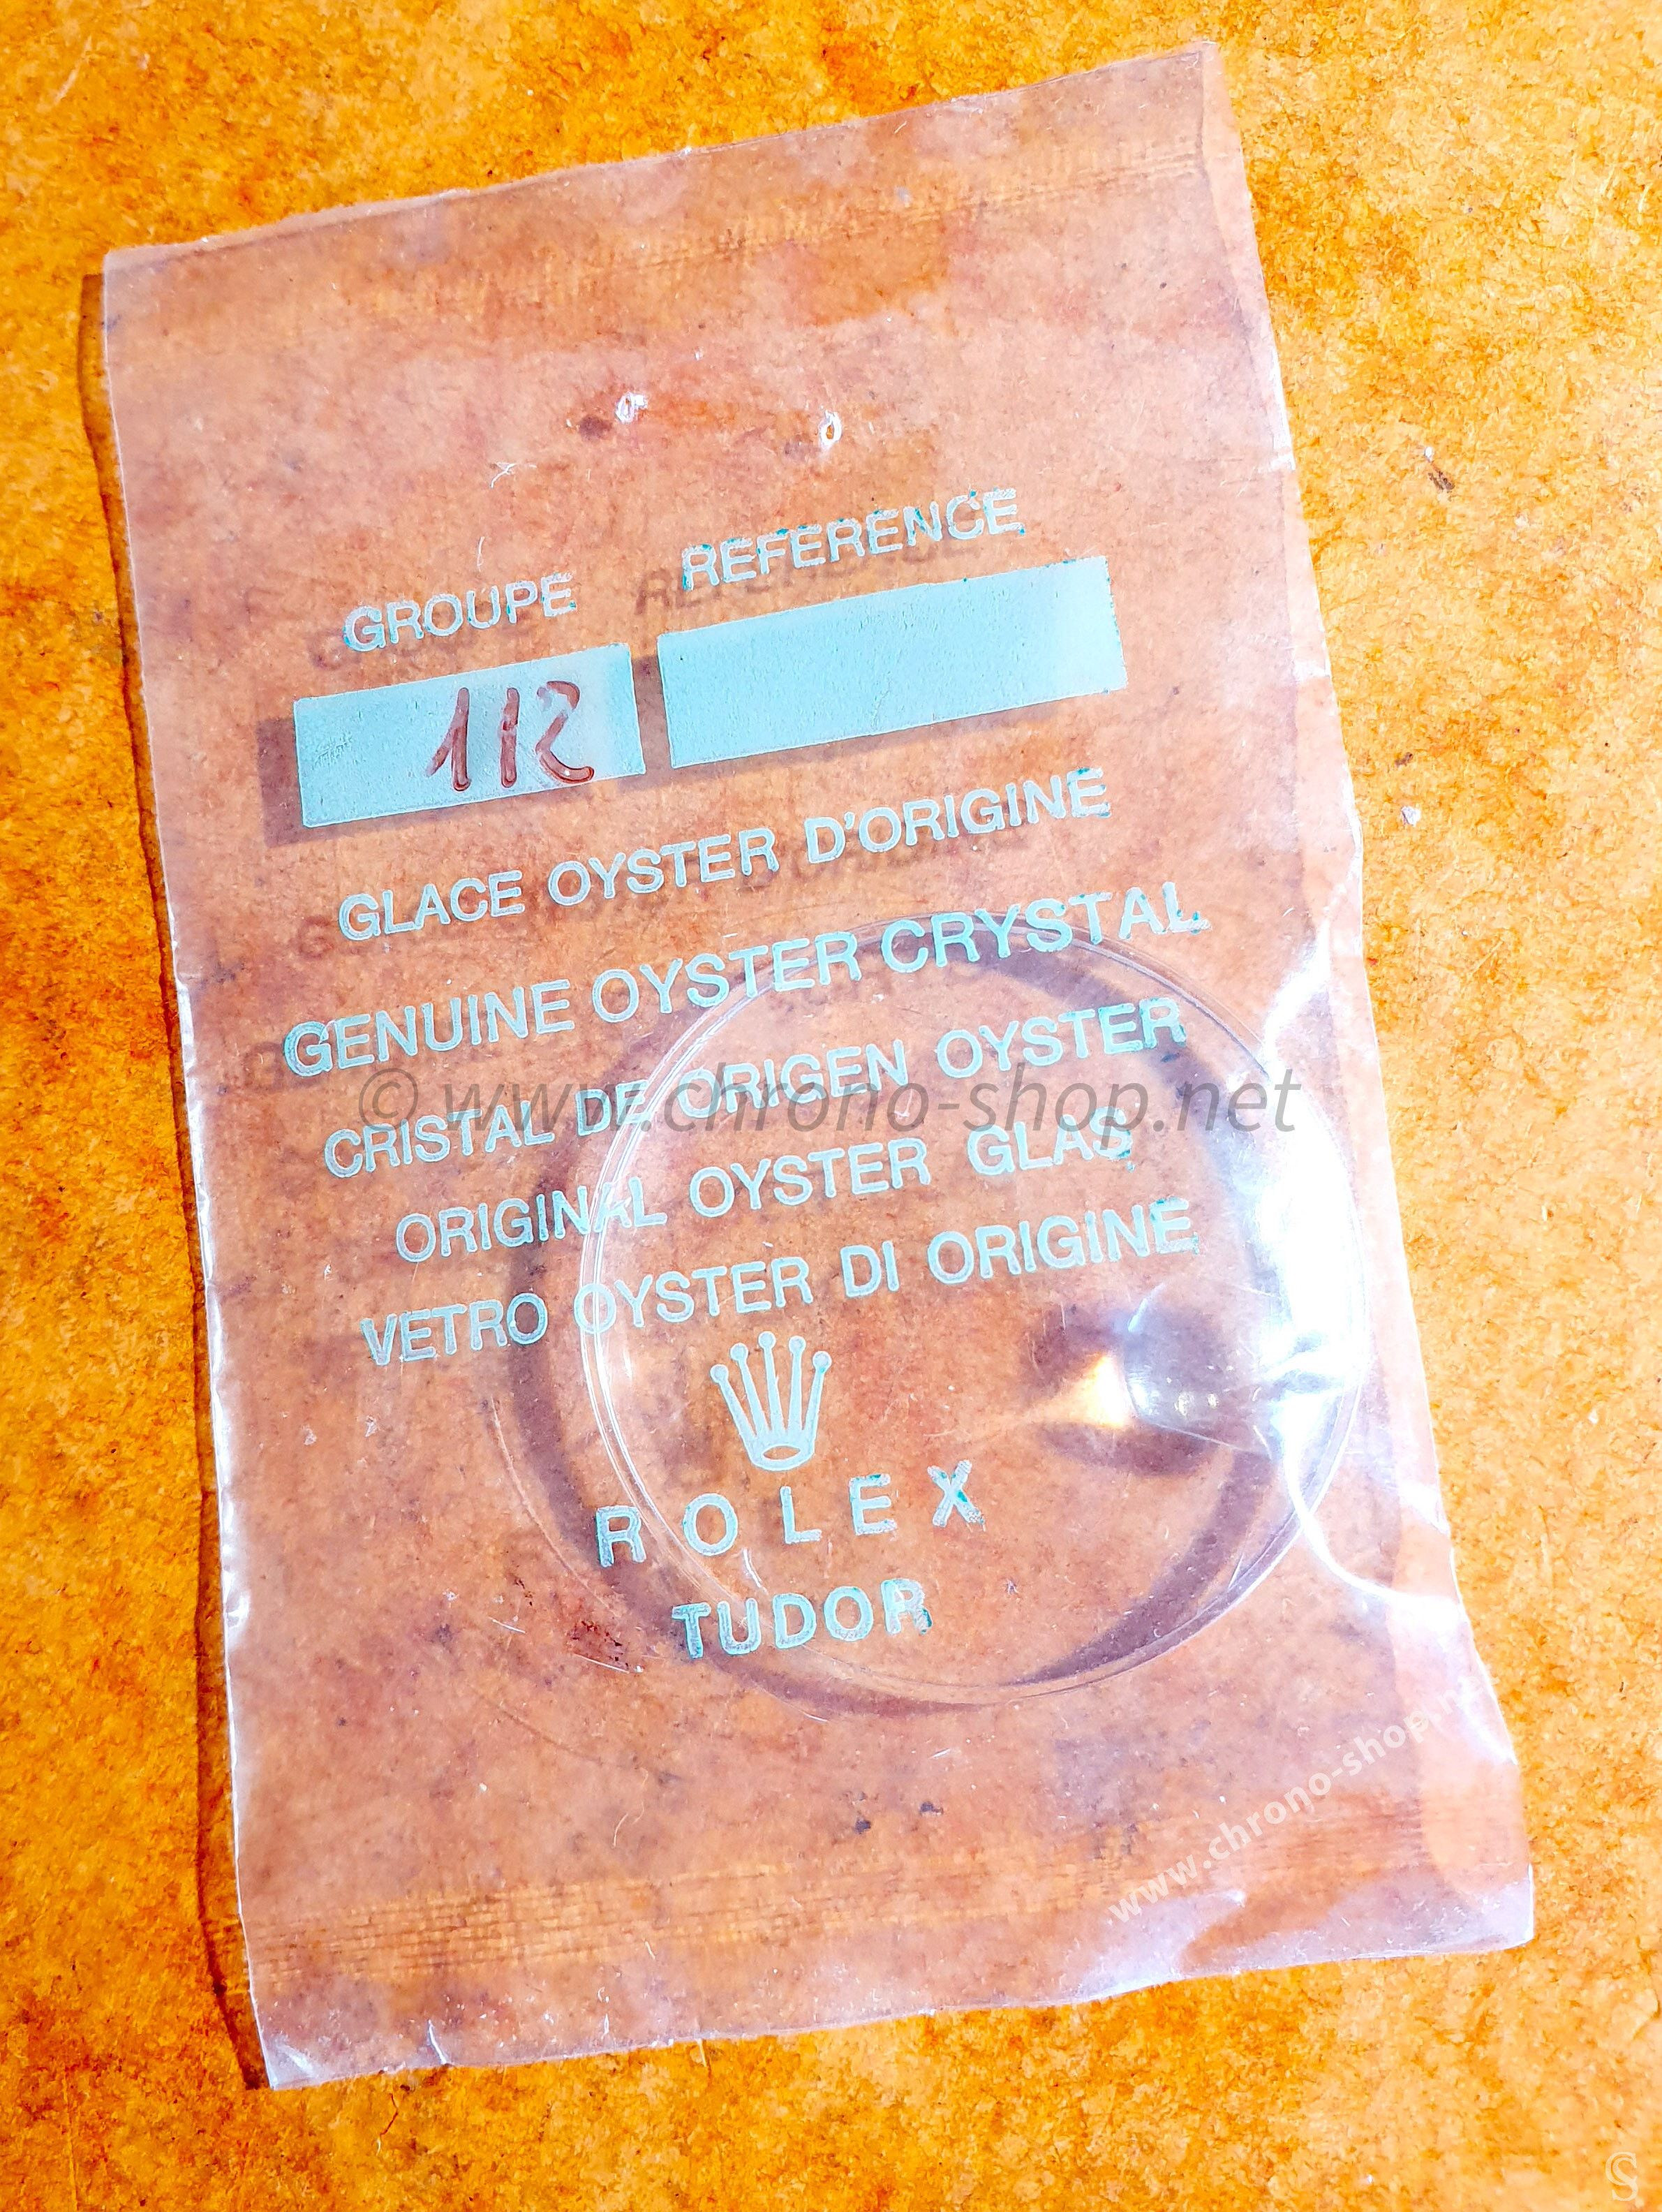 GROUPE REFERENCE
112
GLACE OYSTER D'ORIGINE
GENUINE OYSTER CRYSTAL
CRISTAL DE ORIGEN OYSTER
© www.chrono-shop.net
ORIGINAL OYSTER GLAS
VETRO OYSTER DI ORIGINE
ROLEX
TUDOR
www.chrono-shop.n